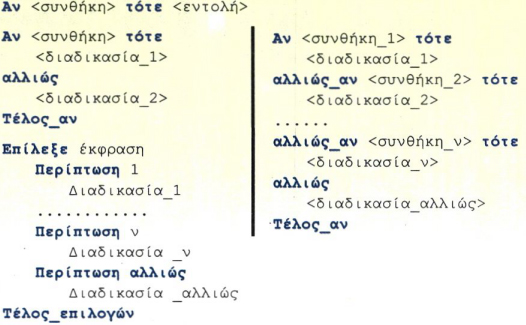 Αν <συνθήκη> τότε <εντολή>
Αν <συνθήκη> τότε
<διαδικασία_1>
αλλιώς
<διαδικασία_2>
Τέλος_αν
Επίλεξε έκφραση
Περίπτωση 1
Διαδικασία_1
............
Περίπτωση ν
Διαδικασία _ν
Περίπτωση αλλιώς
Διαδικασία _αλλιώς
Τέλος_επιλογών
Αν <συνθήκη_1> τότε
<διαδικασία_1>
αλλιώς_αν <συνθήκη_2> τότε
<διαδικασία_2>
......
αλλιώς_αν <συνθήκη_ν> τότε
<διαδικασία_ν>
αλλιώς
<διαδικασία_αλλιώς>
Τέλος_αν